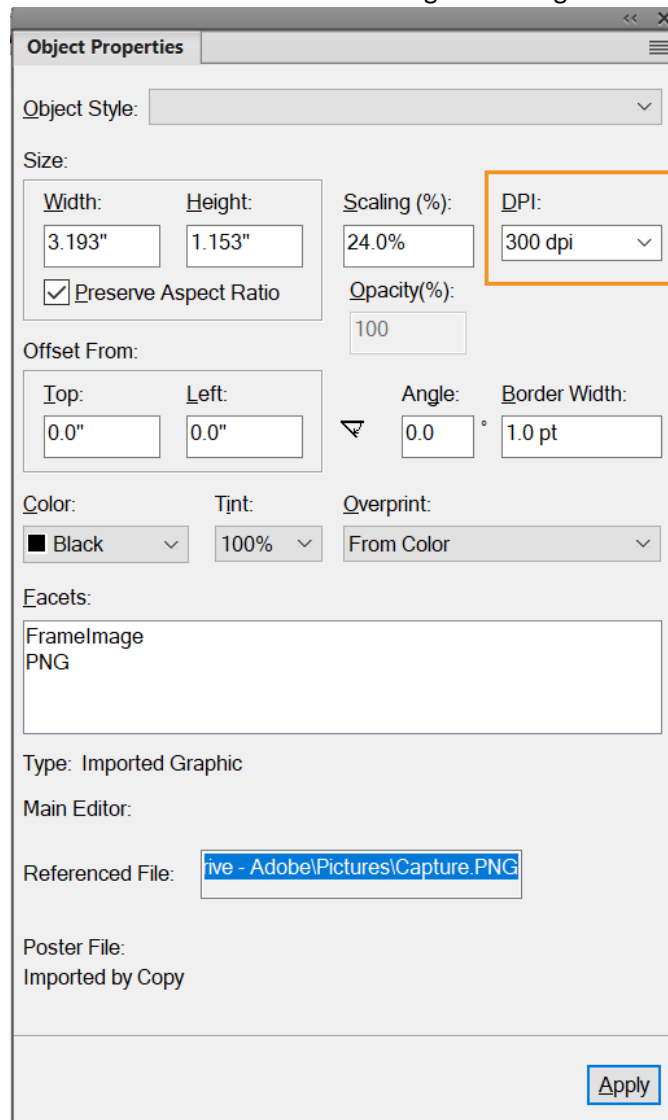 Object Properties
Object Style:
Size:
Width: Height: Scaling (%): DPI:
3.193" 1.153" 24.0% 300 dpi
Preserve Aspect Ratio Opacity(%):
100
Offset From:
Top: Left: Angle: Border Width:
0.0" 0.0" 0.0 ° 1.0 pt
Color: Tint: Overprint:
Black 100% From Color
Facets:
FrameImage
PNG
Type: Imported Graphic
Main Editor:
Referenced File: rive - Adobe\Pictures\Capture.PNG
Poster File:
Imported by Copy
Apply